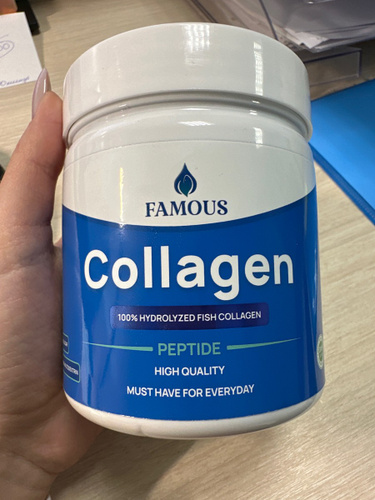 FAMOUS
Collagen
100% HYDROLYZED FISH COLLAGEN
PEPTIDE
HIGH QUALITY
MUST HAVE FOR EVERYDAY